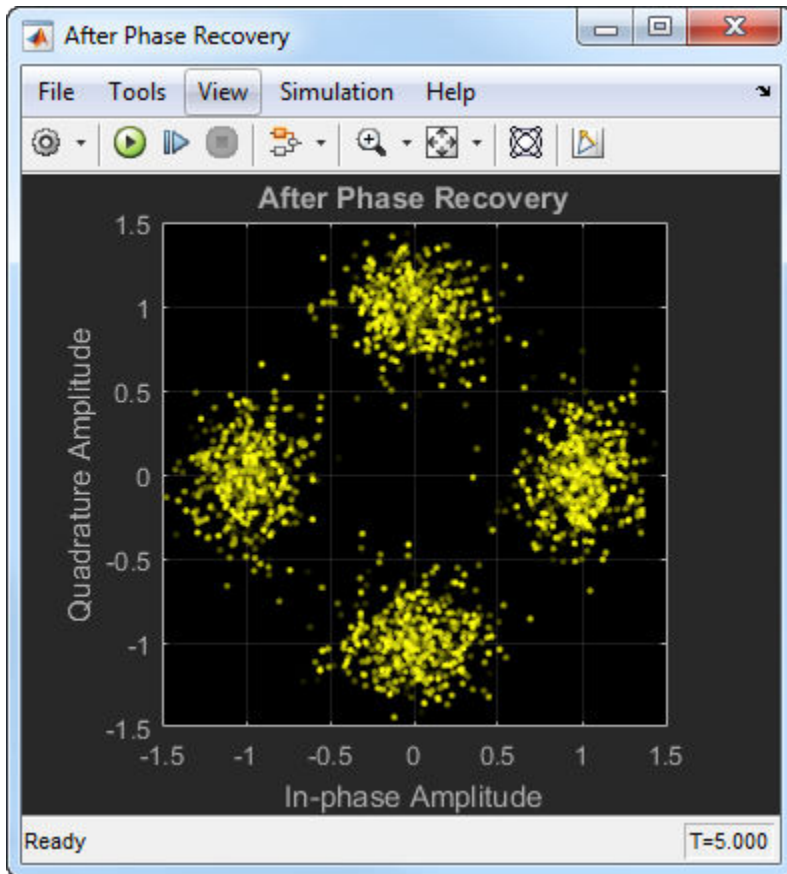 After Phase Recovery
File Tools View Simulation Help
After Phase Recovery
1.5
1
0.5
0
-0.5
-1
-1.5
Quadrature Amplitude
-1.5 -1 -0.5 0 0.5 1 1.5
In-phase Amplitude
Ready T=5.000